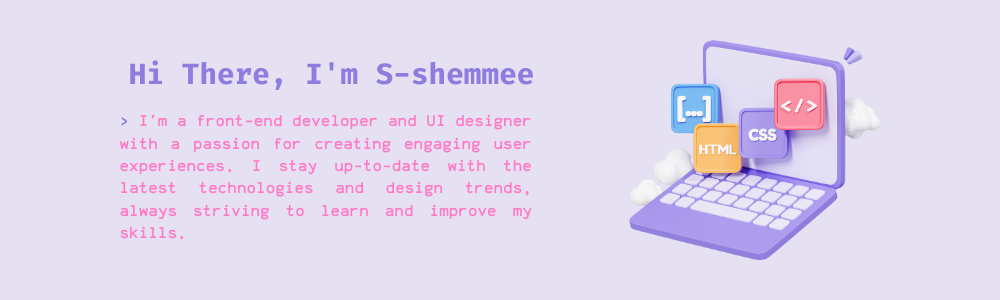 Hi There, I'm S-shemmee
> I'm a front-end developer and UI designer
with a passion for creating engaging user
experiences. I stay up-to-date with the
latest technologies and design trends,
always striving to learn and improve my
skills.
[...]
</>
CSS
HTML